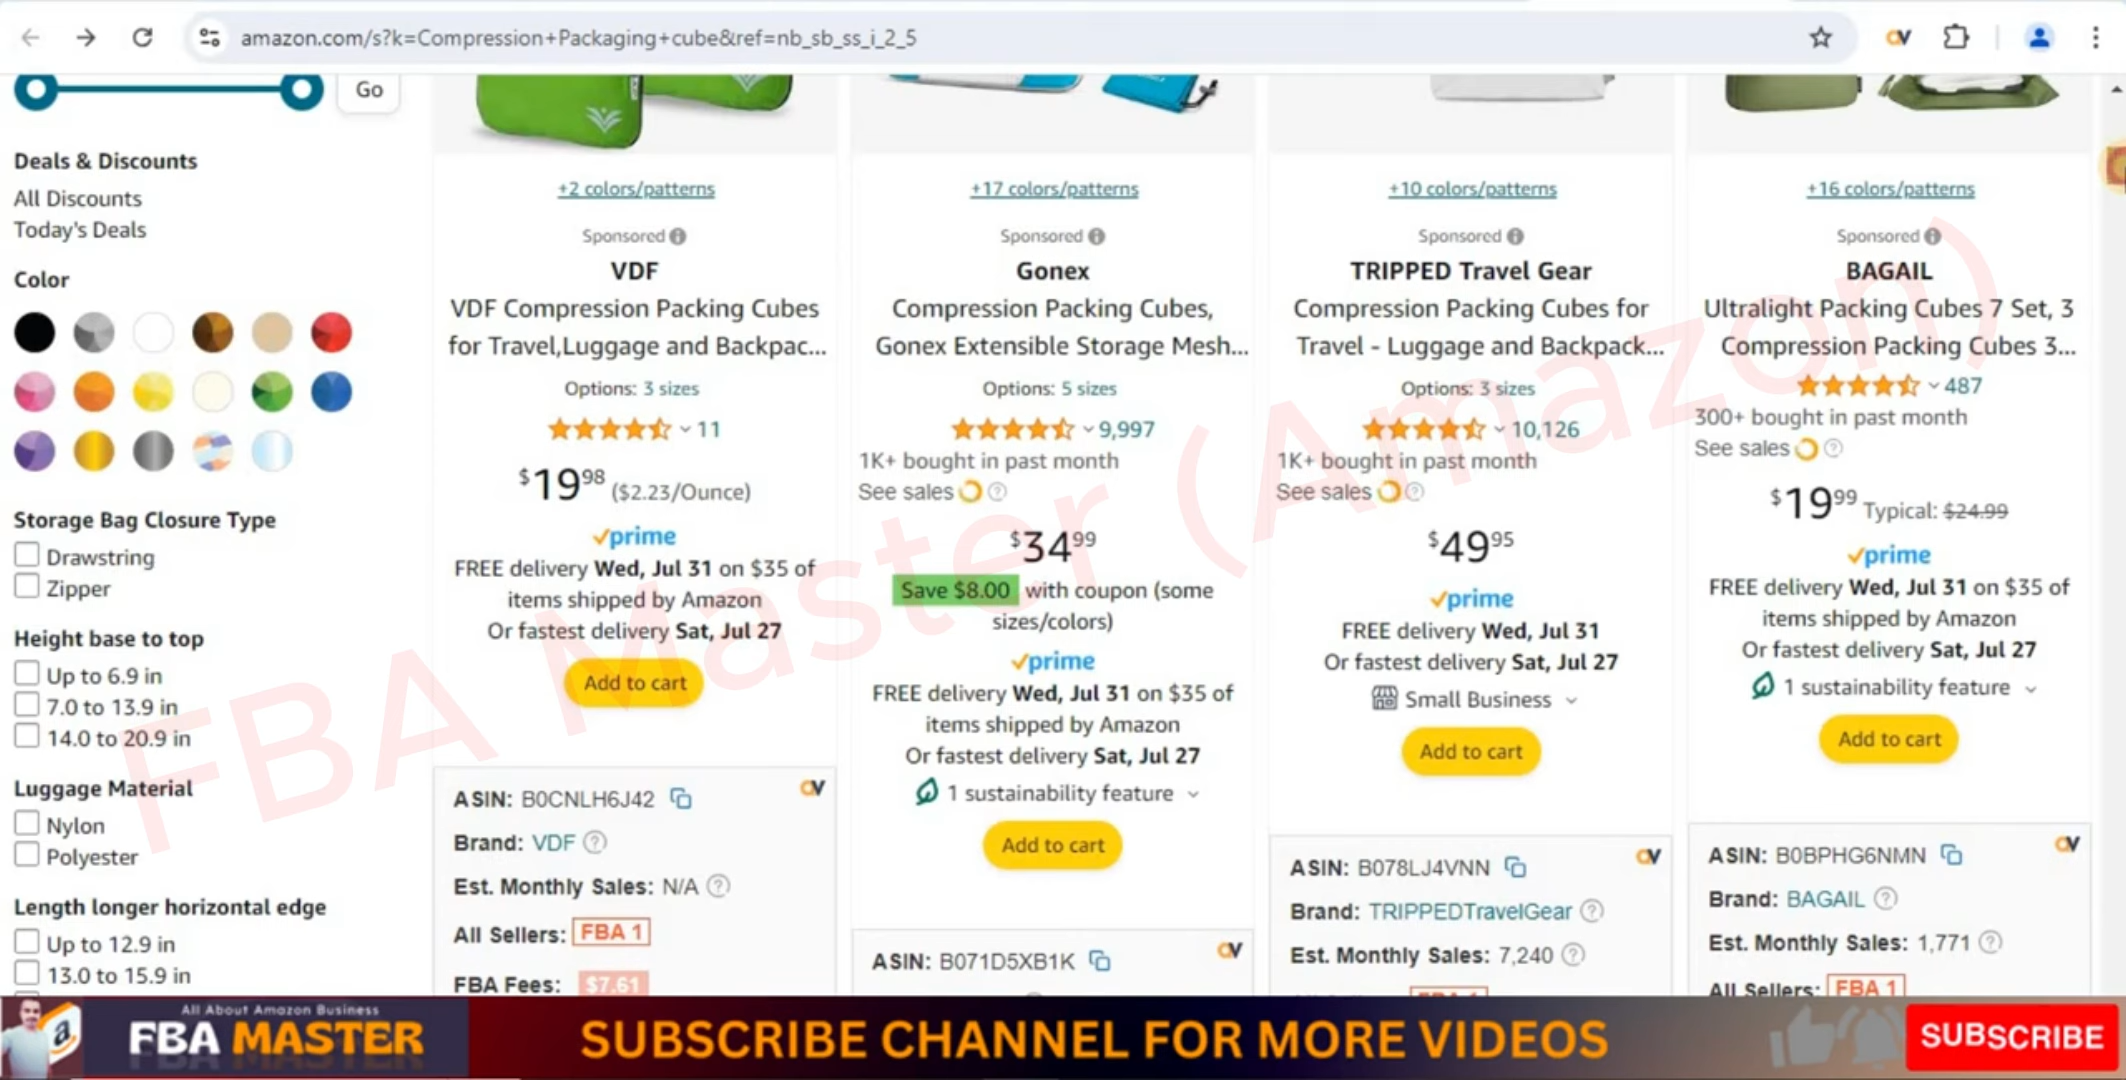 amazon.com/s?k=Compression+Packaging+cube&ref=nb_sb_ss_i_2_5
Go
Deals & Discounts
All Discounts
Today's Deals
Color
Storage Bag Closure Type
Drawstring
Zipper
Height base to top
Up to 6.9 in
7.0 to 13.9 in
14.0 to 20.9 in
Luggage Material
Nylon
Polyester
Length longer horizontal edge
Up to 12.9 in
13.0 to 15.9 in
+2 colors/patterns
Sponsored
VDF
VDF Compression Packing Cubes
for Travel,Luggage and Backpac...
Options: 3 sizes
11
$1998 ($2.23/Ounce)
prime
FREE delivery Wed, Jul 31 on $35 of
items shipped by Amazon
Or fastest delivery Sat, Jul 27
Add to cart
ASIN: B0CNLH6J42
Brand: VDF
Est. Monthly Sales: N/A
All Sellers: FBA 1
FBA Fees: $7.61
+17 colors/patterns
Sponsored
Gonex
Compression Packing Cubes,
Gonex Extensible Storage Mesh...
Options: 5 sizes
9,997
1K+ bought in past month
See sales
$3499
Save $8.00 with coupon (some
sizes/colors)
prime
FREE delivery Wed, Jul 31 on $35 of
items shipped by Amazon
Or fastest delivery Sat, Jul 27
1 sustainability feature
Add to cart
ASIN: B071D5XB1K
+10 colors/patterns
Sponsored
TRIPPED Travel Gear
Compression Packing Cubes for
Travel - Luggage and Backpack...
Options: 3 sizes
10,126
1K+ bought in past month
See sales
$4995
prime
FREE delivery Wed, Jul 31
Or fastest delivery Sat, Jul 27
Small Business
Add to cart
ASIN: B078LJ4VNN
Brand: TRIPPEDTravelGear
Est. Monthly Sales: 7,240
+16 colors/patterns
Sponsored
BAGAIL
Ultralight Packing Cubes 7 Set, 3
Compression Packing Cubes 3...
487
300+ bought in past month
See sales
$1999 Typical: $24.99
prime
FREE delivery Wed, Jul 31 on $35 of
items shipped by Amazon
Or fastest delivery Sat, Jul 27
1 sustainability feature
Add to cart
ASIN: B0BPHG6NMN
Brand: BAGAIL
Est. Monthly Sales: 1,771
All Sellers: FBA 1
FBA Master (Amazon)
All About Amazon Business
FBA MASTER
SUBSCRIBE CHANNEL FOR MORE VIDEOS
SUBSCRIBE